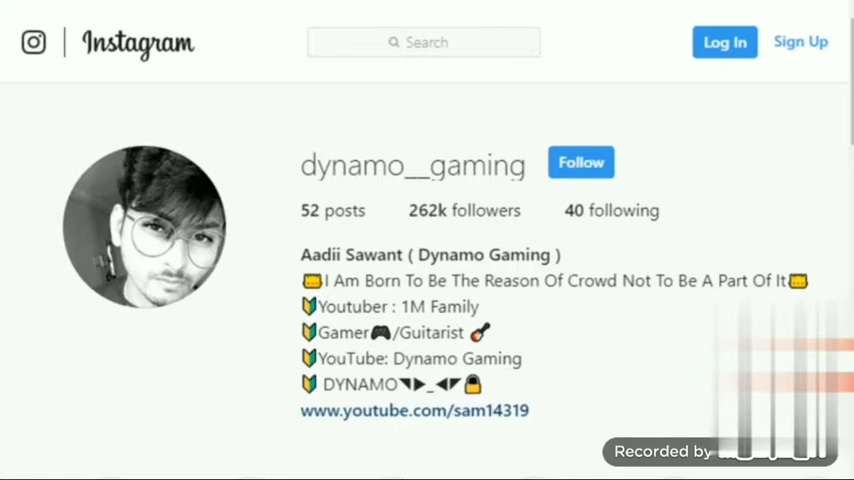 Instagram
Search
Log In
Sign Up
dynamo__gaming
Follow
52 posts 262k followers 40 following
Aadii Sawant ( Dynamo Gaming )
I Am Born To Be The Reason Of Crowd Not To Be A Part Of It
🔰Youtuber : 1M Family
🔰Gamer🎮/Guitarist 🎸
🔰YouTube: Dynamo Gaming
🔰 DYNAMO◥▶_◀◤🔒
www.youtube.com/sam14319
Recorded by